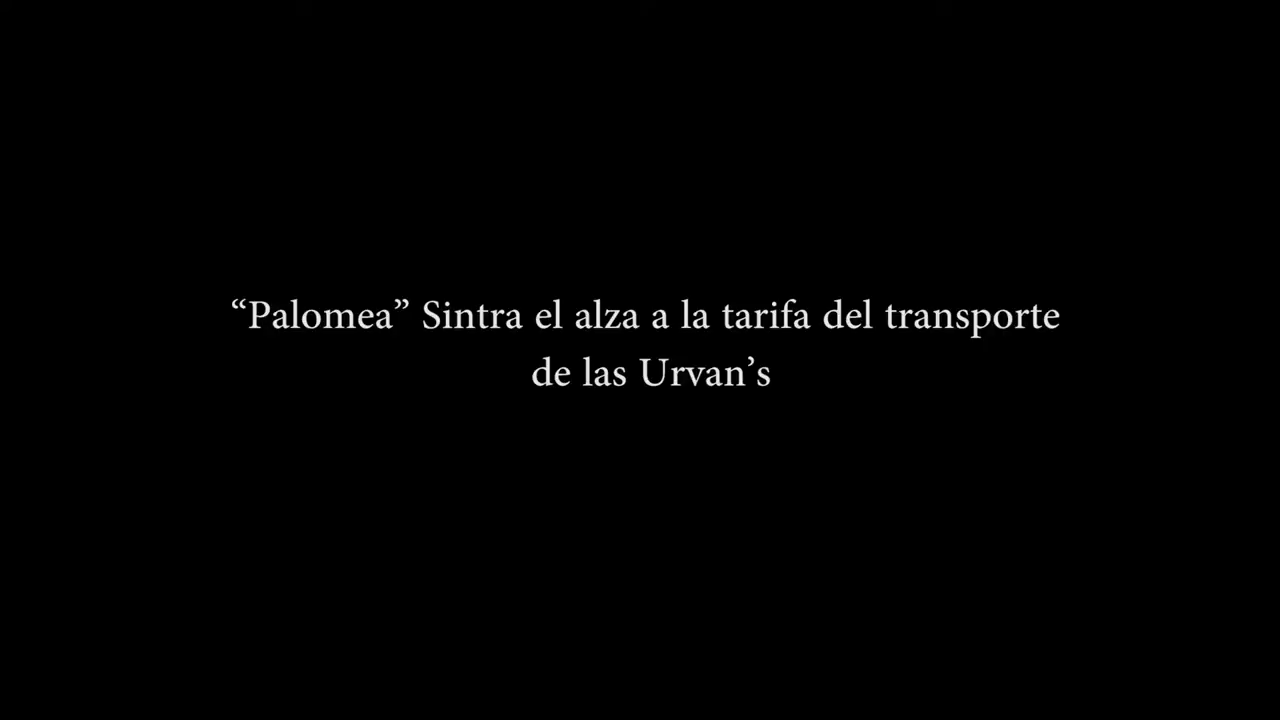 “Palomea” Sintra el alza a la tarifa del transporte
de las Urvan’s